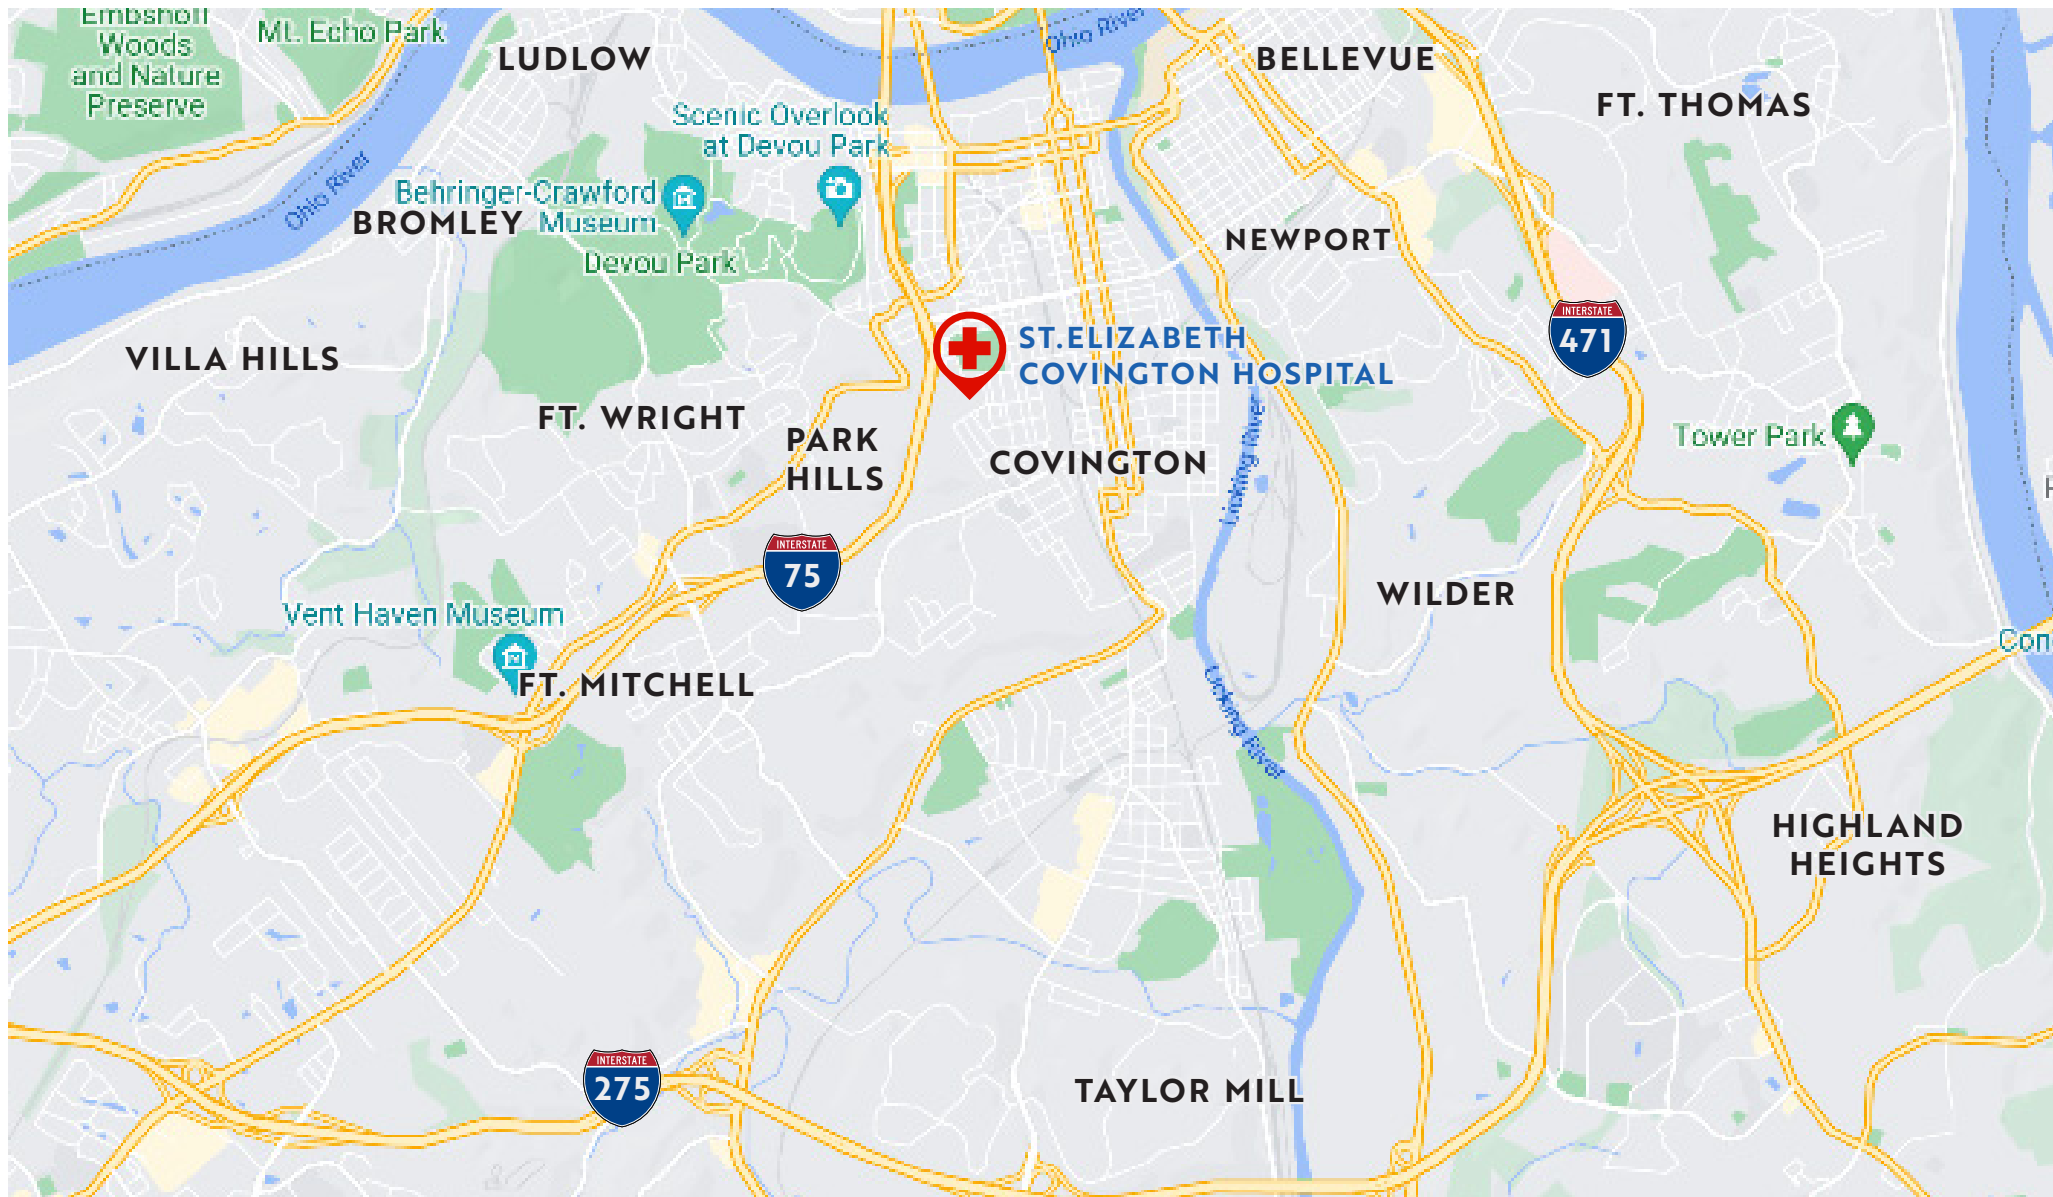 Embshoff
Woods
and Nature
Preserve
Mt. Echo Park
LUDLOW
Ohio River
BELLEVUE
FT. THOMAS
Scenic Overlook
at Devou Park
Ohio River
Behringer-Crawford
Museum
BROMLEY
Devou Park
NEWPORT
INTERSTATE
471
ST.ELIZABETH
COVINGTON HOSPITAL
VILLA HILLS
FT. WRIGHT
PARK
HILLS
COVINGTON
Licking River
Tower Park
INTERSTATE
75
WILDER
Vent Haven Museum
FT. MITCHELL
Licking River
Con
HIGHLAND
HEIGHTS
INTERSTATE
275
TAYLOR MILL